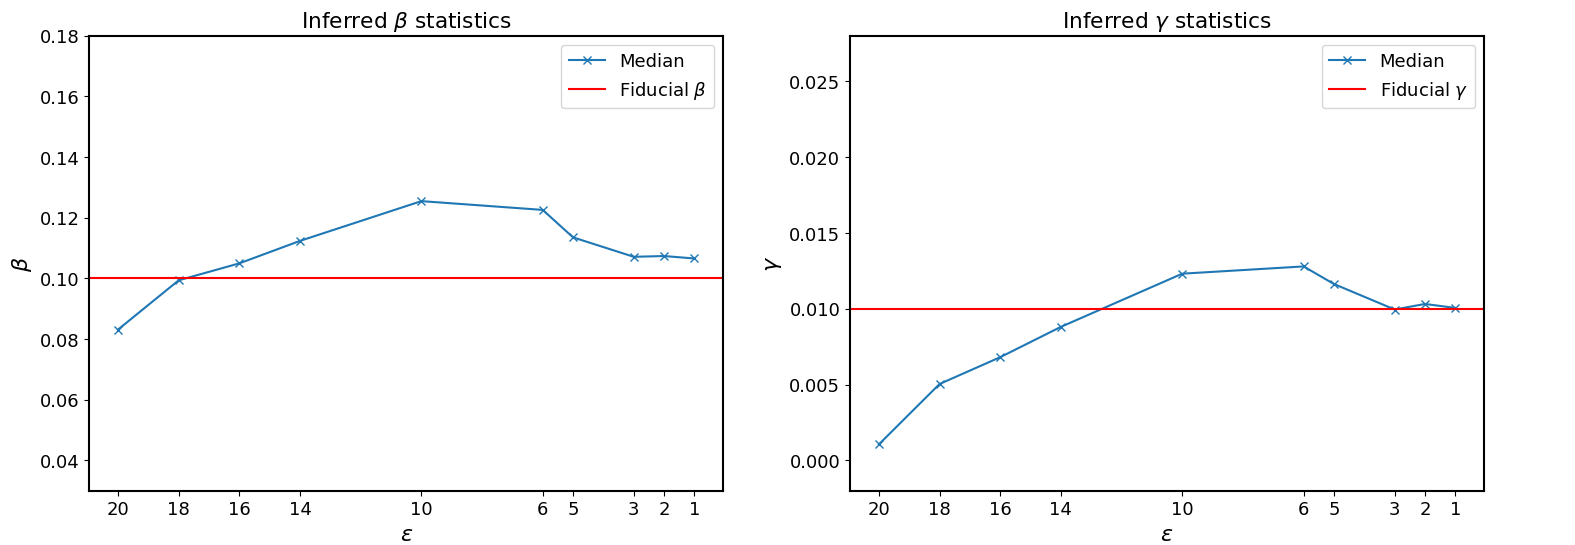 Inferred β statistics
0.18
0.16
0.14
0.12
0.10
0.08
0.06
0.04
β
Median
Fiducial β
20 18 16 14 10 6 5 3 2 1
ε
Inferred γ statistics
0.025
0.020
0.015
0.010
0.005
0.000
γ
Median
Fiducial γ
20 18 16 14 10 6 5 3 2 1
ε